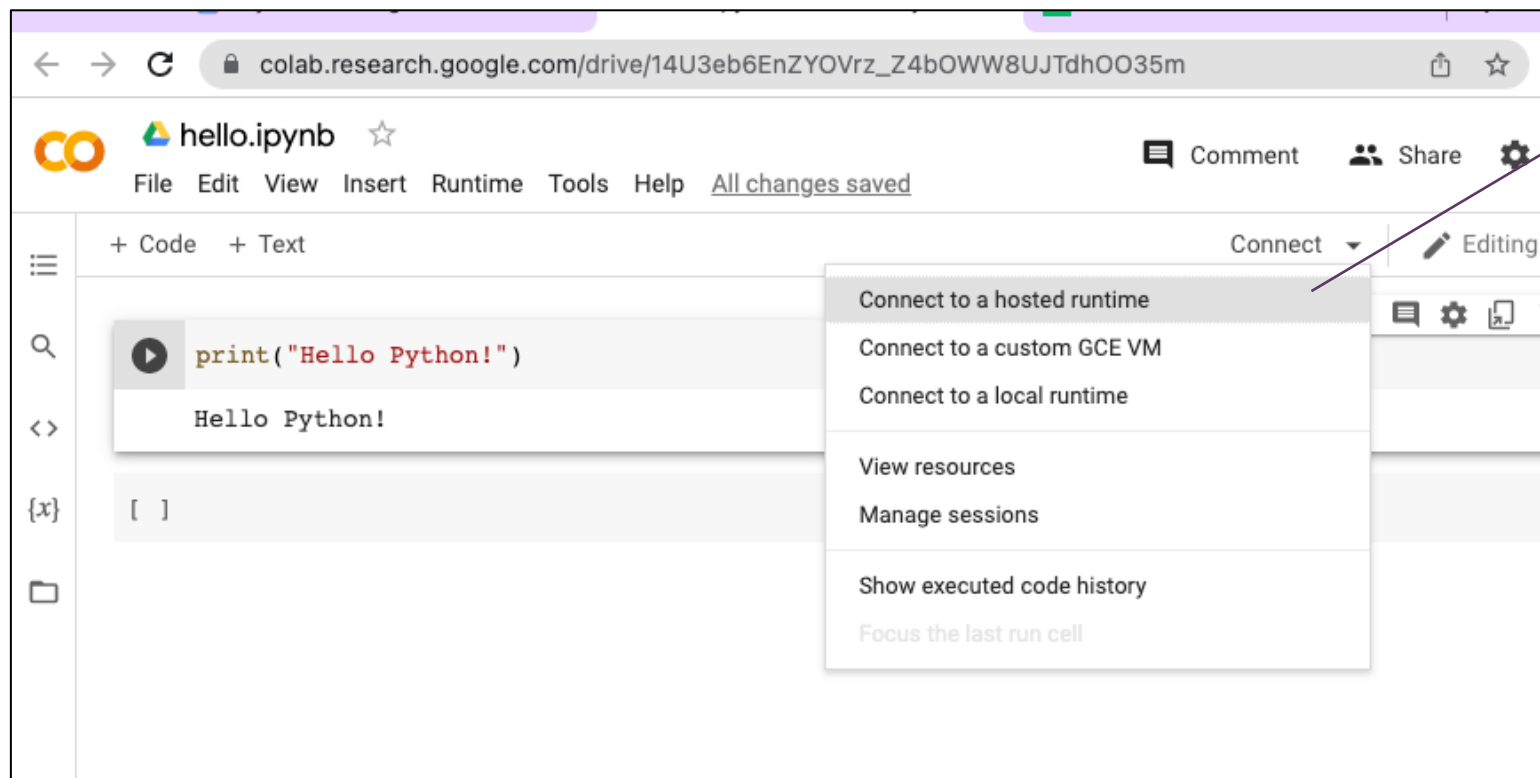 colab.research.google.com/drive/14U3eb6EnZYOVrz_Z4bOWW8UJTdhOO35m
hello.ipynb
Comment Share
File Edit View Insert Runtime Tools Help All changes saved
+ Code + Text Connect Editing
Connect to a hosted runtime
print("Hello Python!")
Connect to a custom GCE VM
Connect to a local runtime
Hello Python!
View resources
{x} [ ]
Manage sessions
Show executed code history
Focus the last run cell